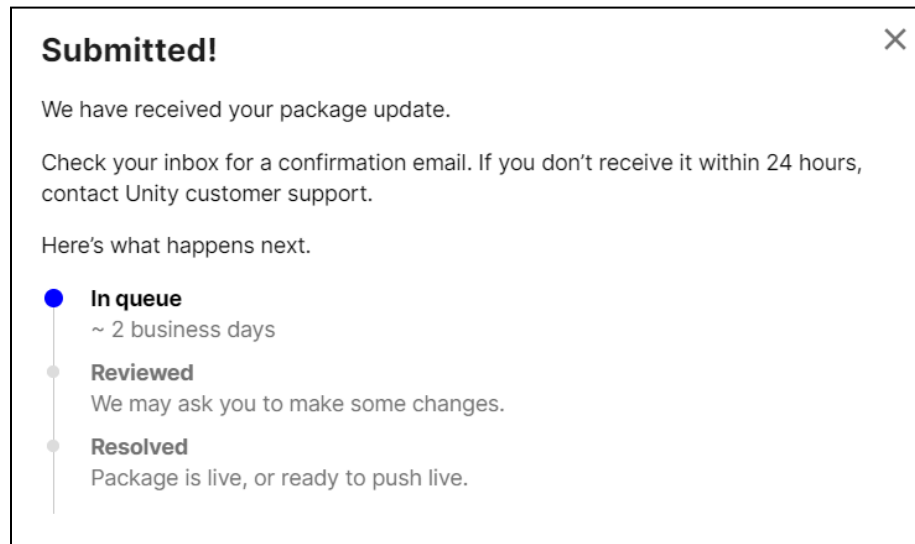 Submitted!
We have received your package update.
Check your inbox for a confirmation email. If you don’t receive it within 24 hours,
contact Unity customer support.
Here’s what happens next.
In queue
~ 2 business days
Reviewed
We may ask you to make some changes.
Resolved
Package is live, or ready to push live.